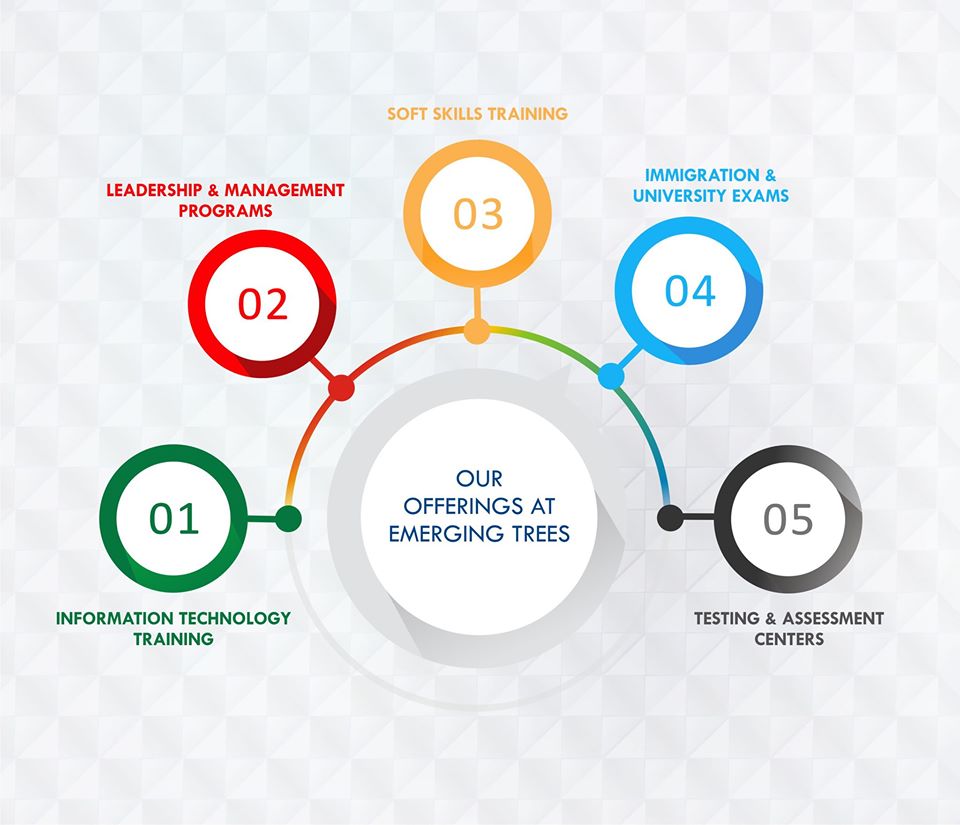 SOFT SKILLS TRAINING
03
LEADERSHIP & MANAGEMENT
PROGRAMS
02
IMMIGRATION &
UNIVERSITY EXAMS
04
OUR
OFFERINGS AT
EMERGING TREES
01
INFORMATION TECHNOLOGY
TRAINING
05
TESTING & ASSESSMENT
CENTERS